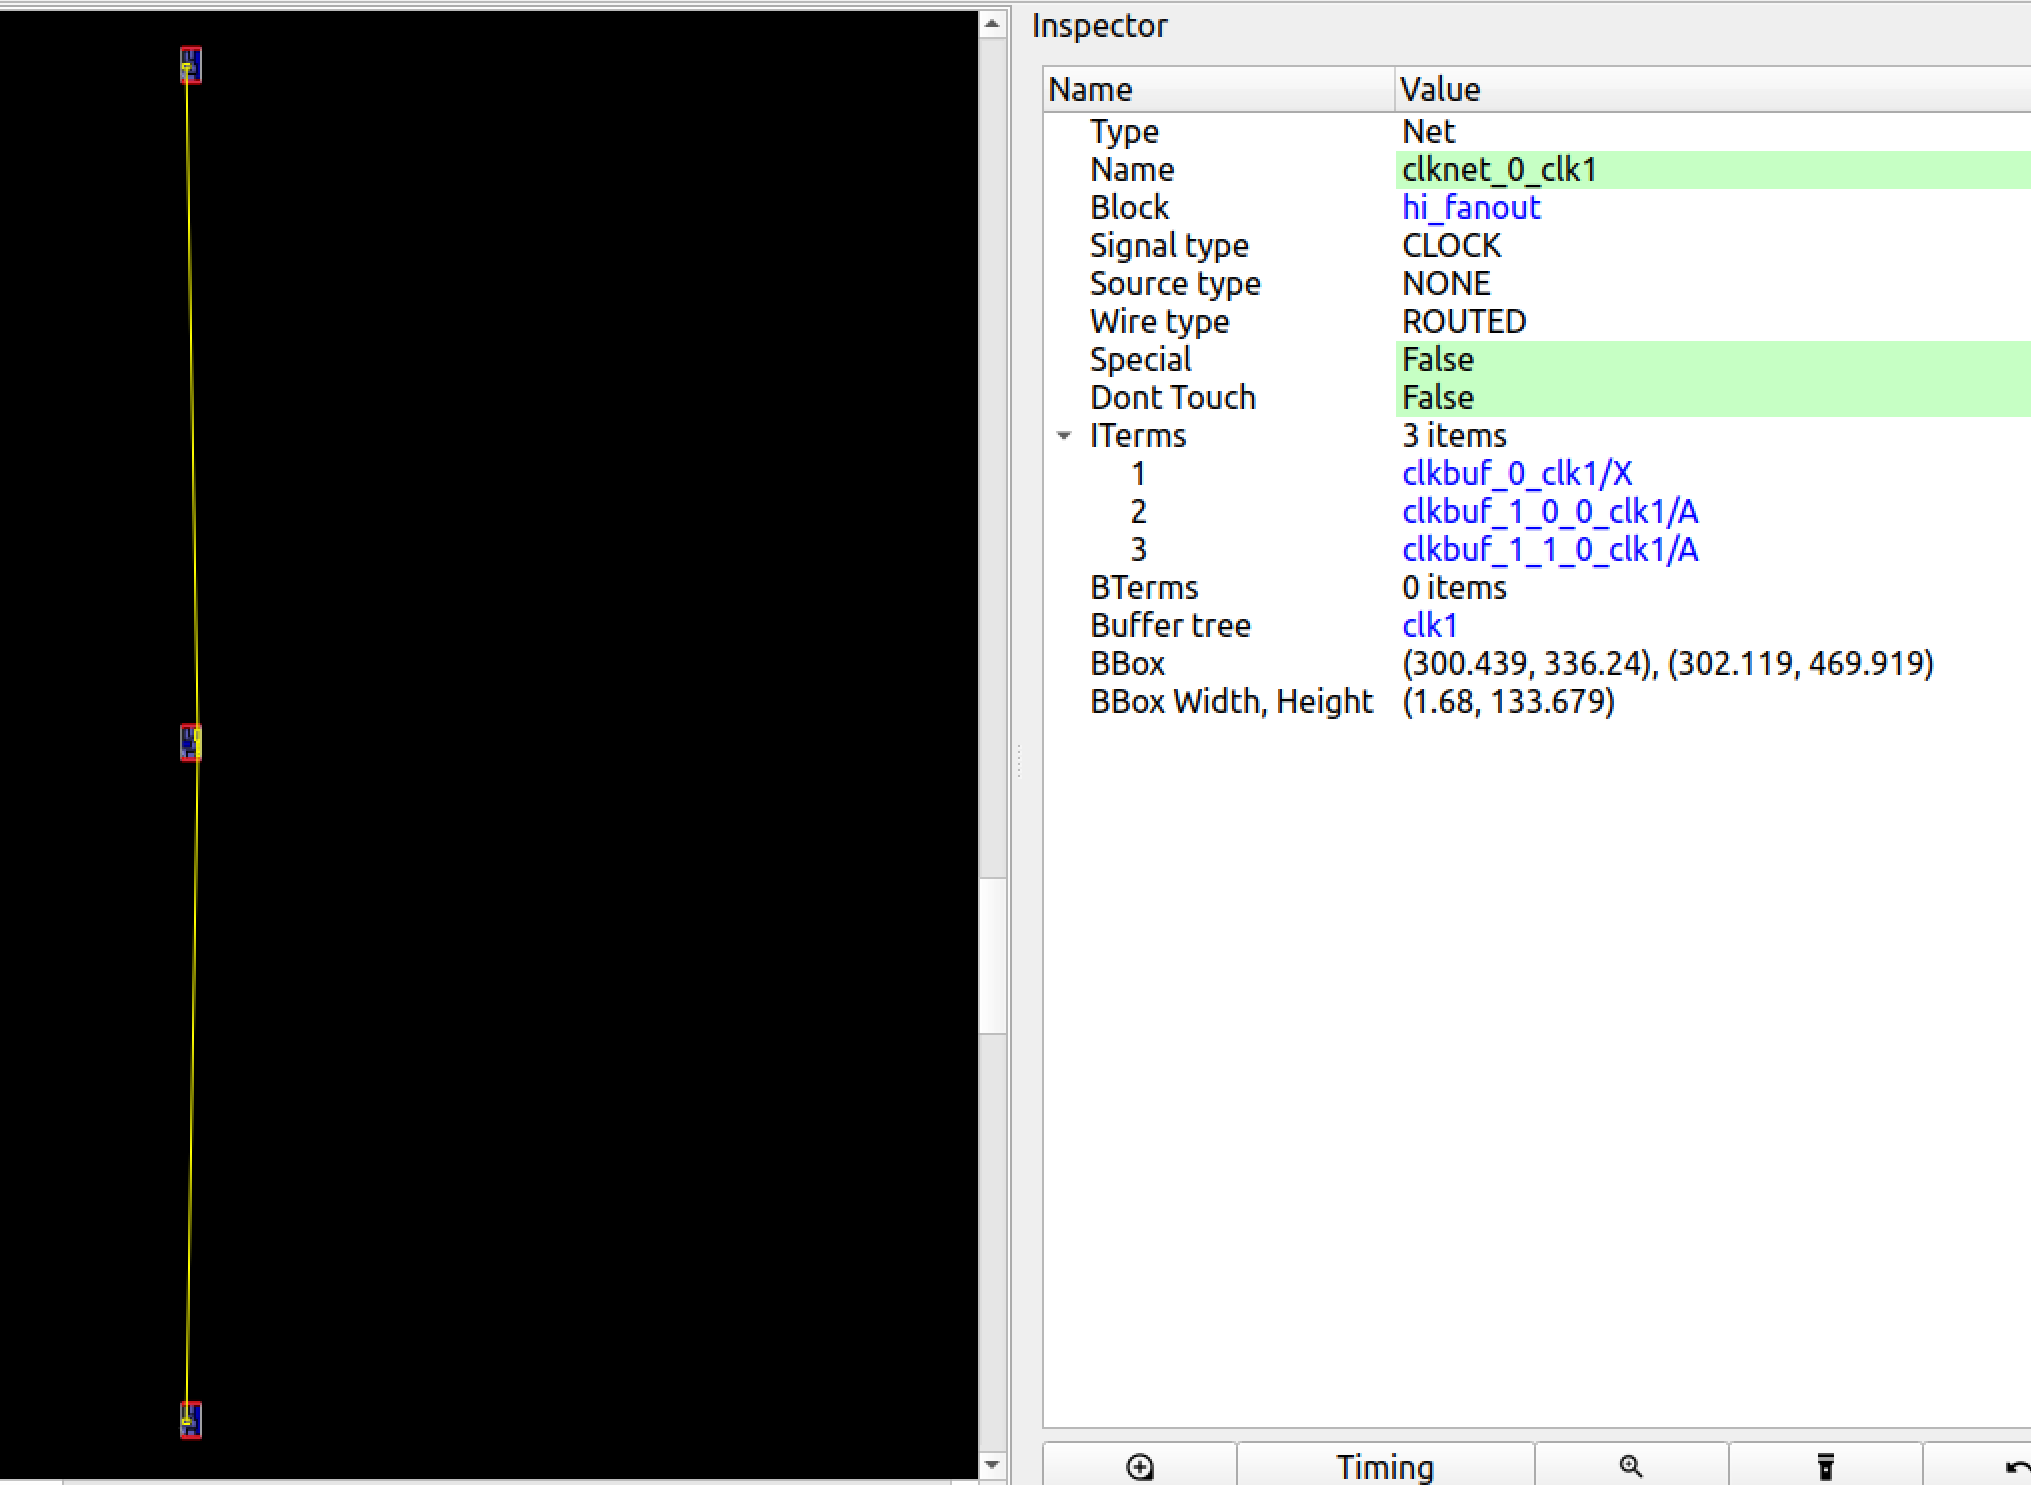 Inspector
Name Value
Type Net
Name clknet_0_clk1
Block hi_fanout
Signal type CLOCK
Source type NONE
Wire type ROUTED
Special False
Dont Touch False
ITerms 3 items
1 clkbuf_0_clk1/X
2 clkbuf_1_0_0_clk1/A
3 clkbuf_1_1_0_clk1/A
BTerms 0 items
Buffer tree clk1
BBox (300.439, 336.24), (302.119, 469.919)
BBox Width, Height (1.68, 133.679)
Timing